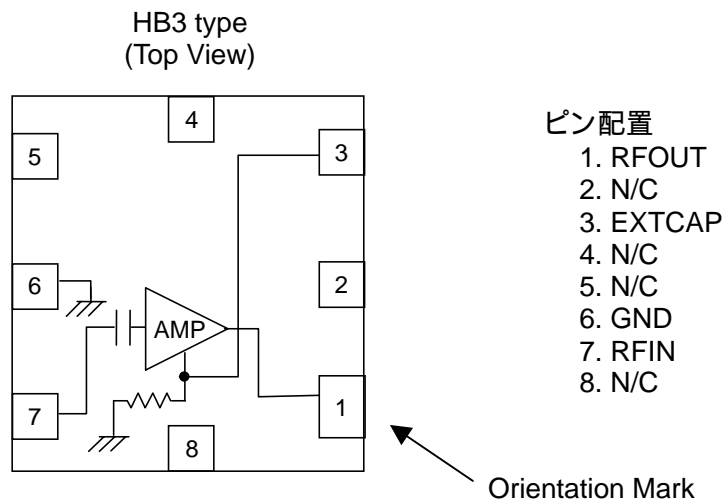 HB3 type
(Top View)
4
5
3
6
2
AMP
7
1
8
ピン配置
1. RFOUT
2. N/C
3. EXTCAP
4. N/C
5. N/C
6. GND
7. RFIN
8. N/C
Orientation Mark